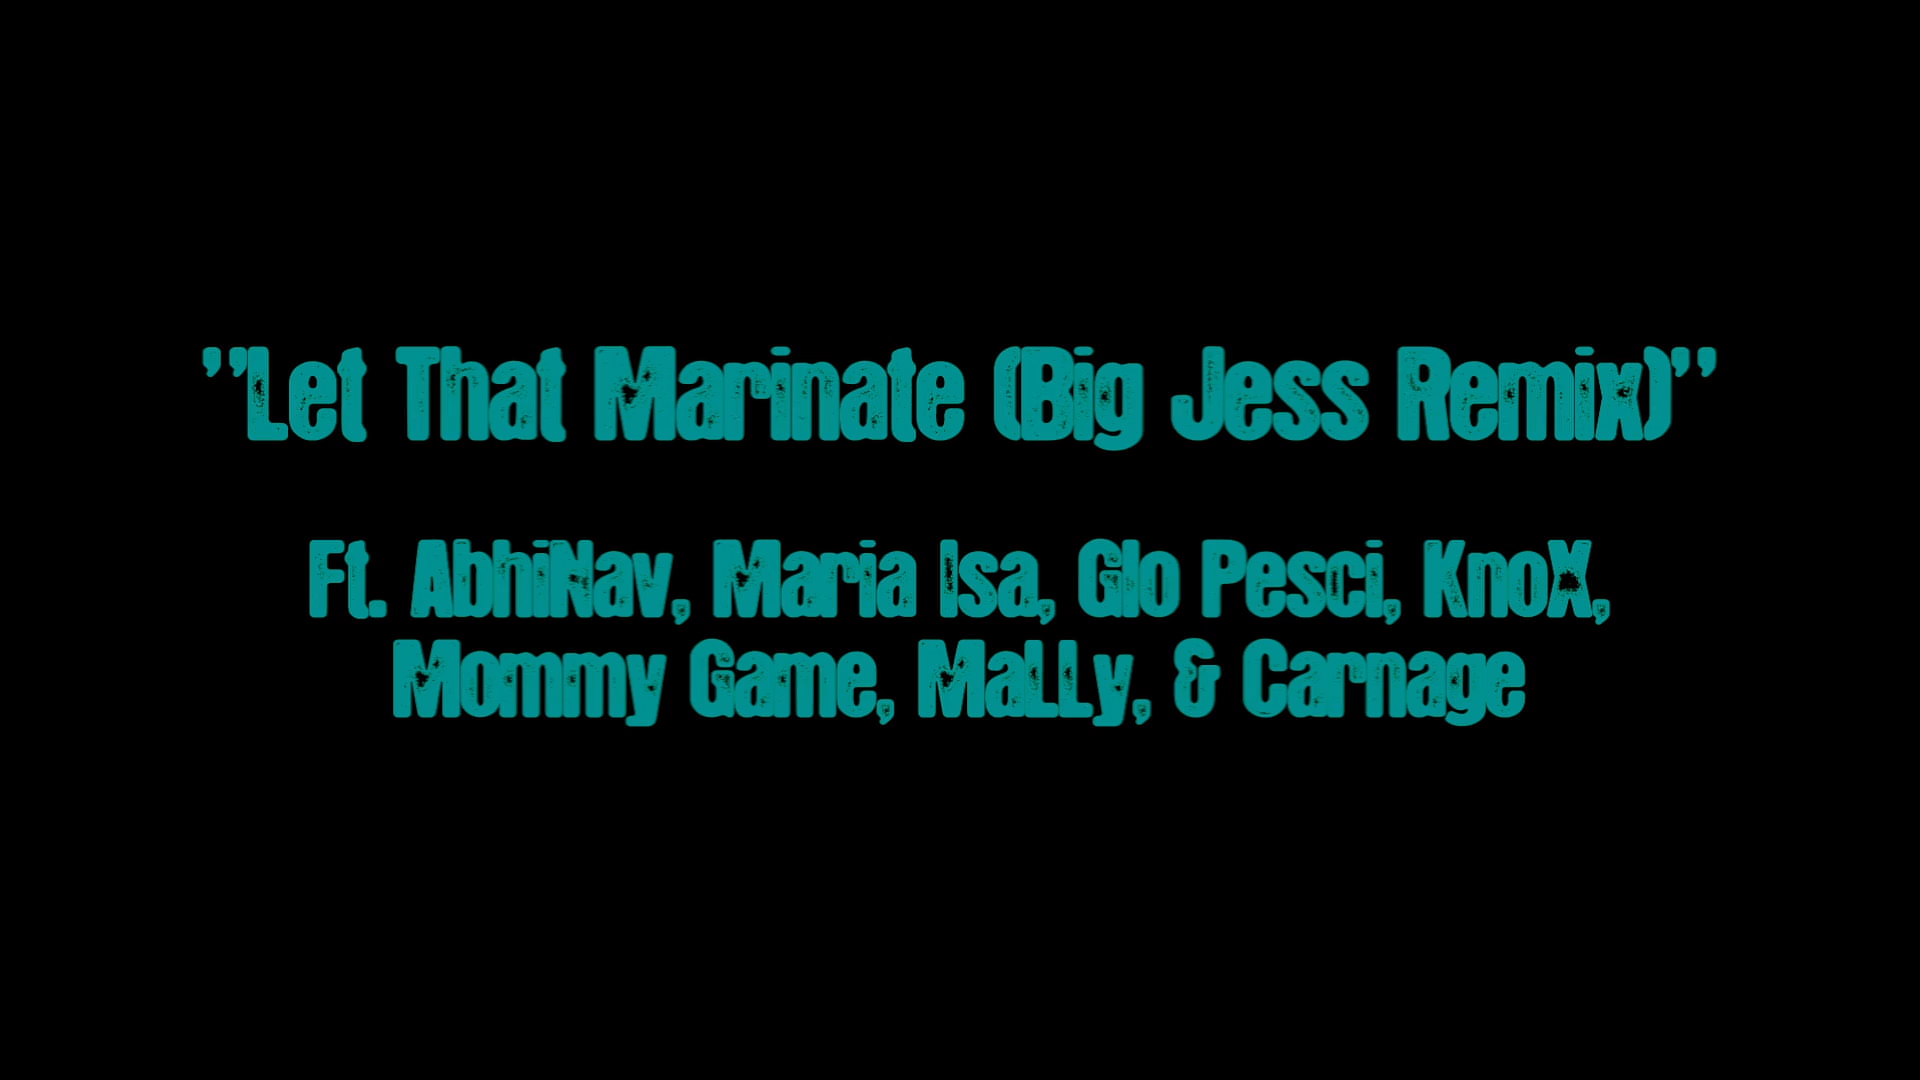 "Let That Marinate (Big Jess Remix)"
Ft. AbhiNav, Maria Isa, Glo Pesci, KnoX,
Mommy Game, MaLLy, & Carnage